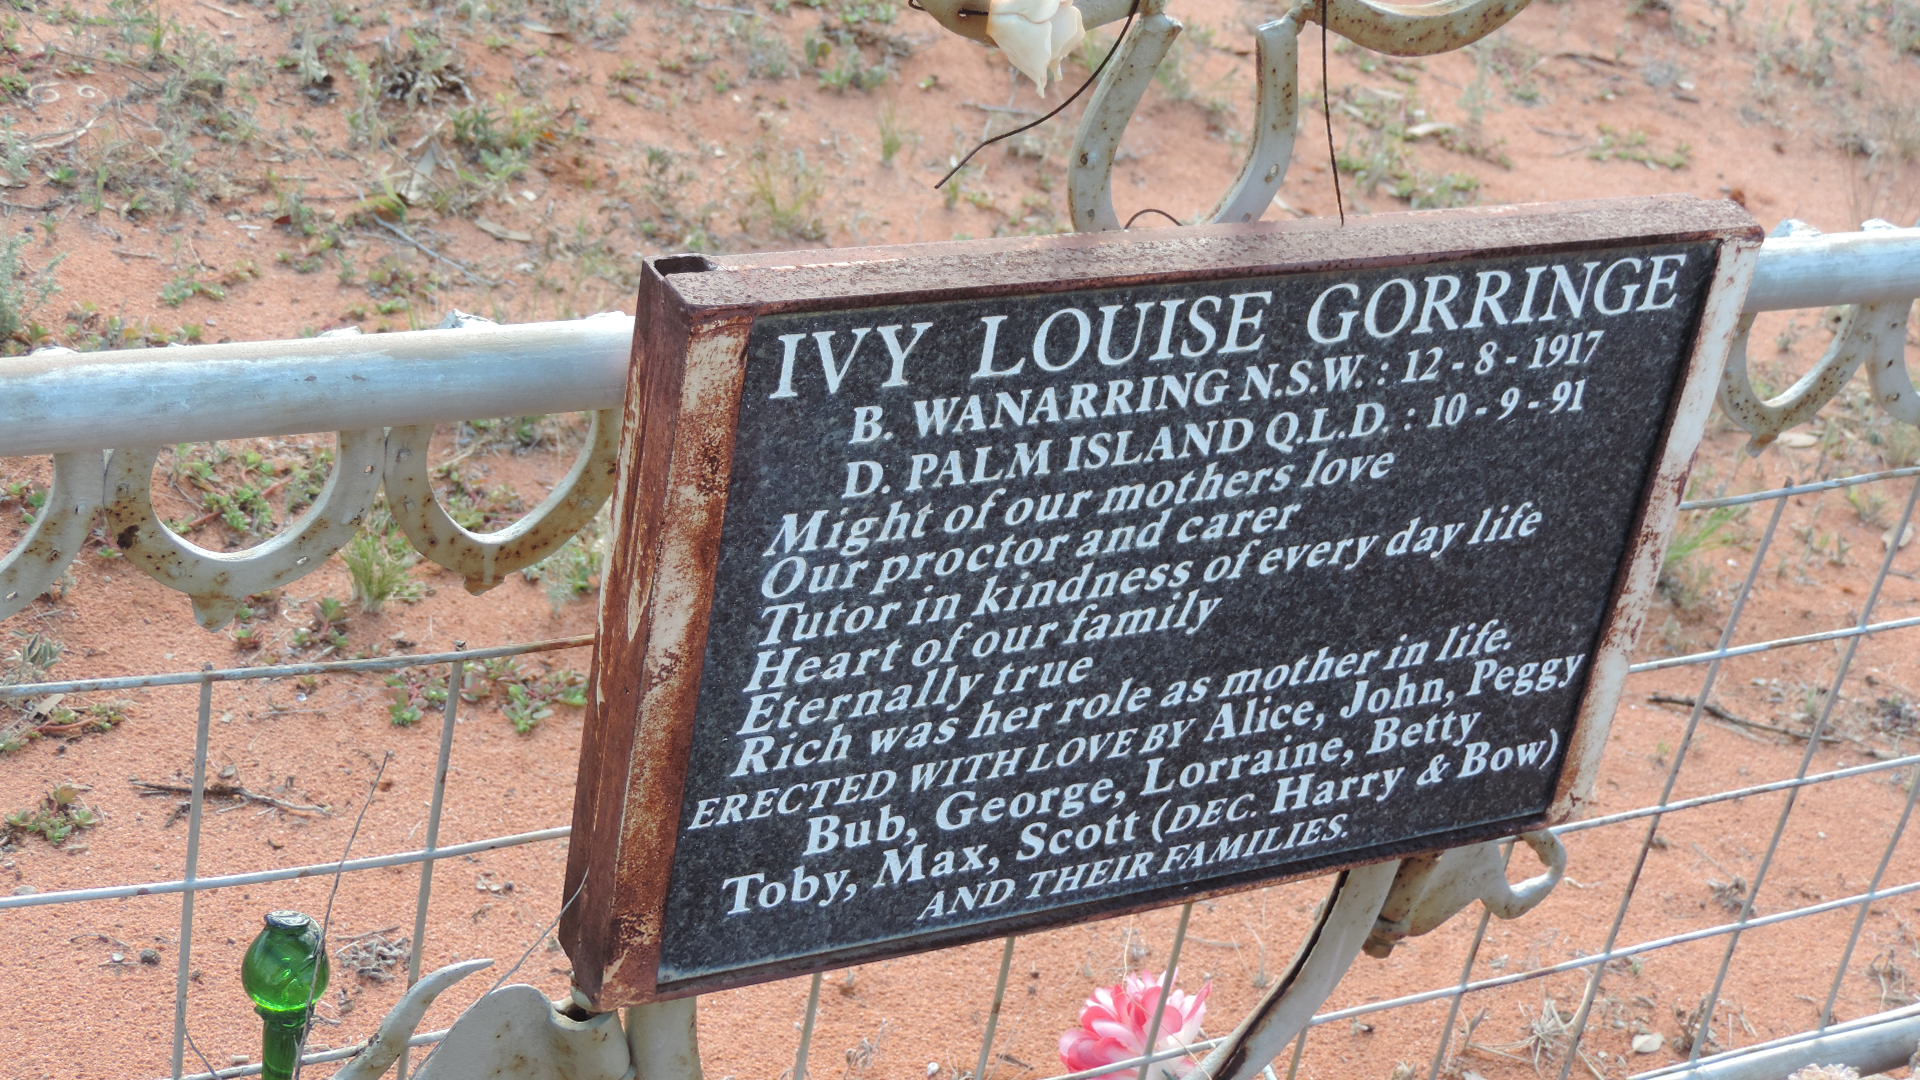 IVY LOUISE GORRINGE
B. WANARRING N.S.W. : 12 - 8 - 1917
D. PALM ISLAND Q.L.D. : 10 - 9 - 91
Might of our mothers love
Our proctor and carer
Tutor in kindness of every day life
Heart of our family
Eternally true
Rich was her role as mother in life.
ERECTED WITH LOVE BY Alice, John, Peggy
Bub, George, Lorraine, Betty
Toby, Max, Scott (DEC. Harry & Bow)
AND THEIR FAMILIES.